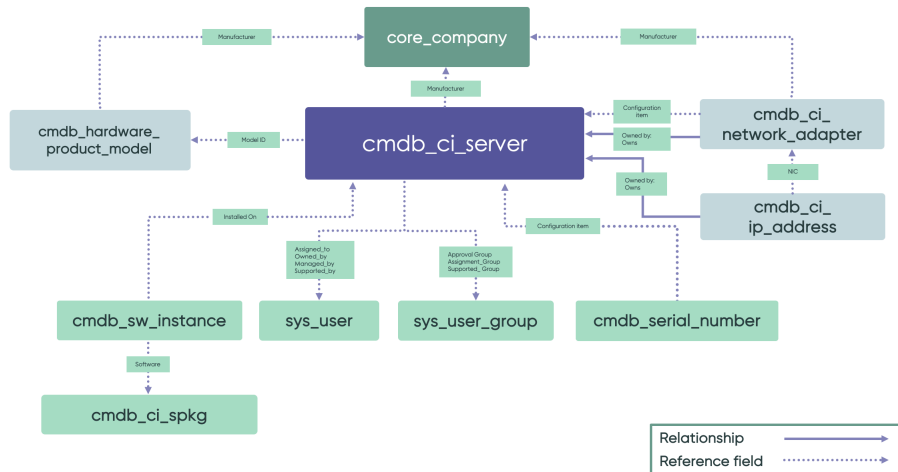 core_company
Manufacturer
Manufacturer
Manufacturer
cmdb_hardware_
product_model
Model ID
cmdb_ci_server
Configuration
item
Owned by:
Owns
cmdb_ci_
network_adapter
NIC
Owned by:
Owns
cmdb_ci_
ip_address
Installed On
Configuration item
Assigned_to
Owned_by
Managed_by
Supported_by
Approval Group
Assignment_Group
Supported_ Group
cmdb_sw_instance
sys_user
sys_user_group
cmdb_serial_number
Software
cmdb_ci_spkg
Relationship
Reference field